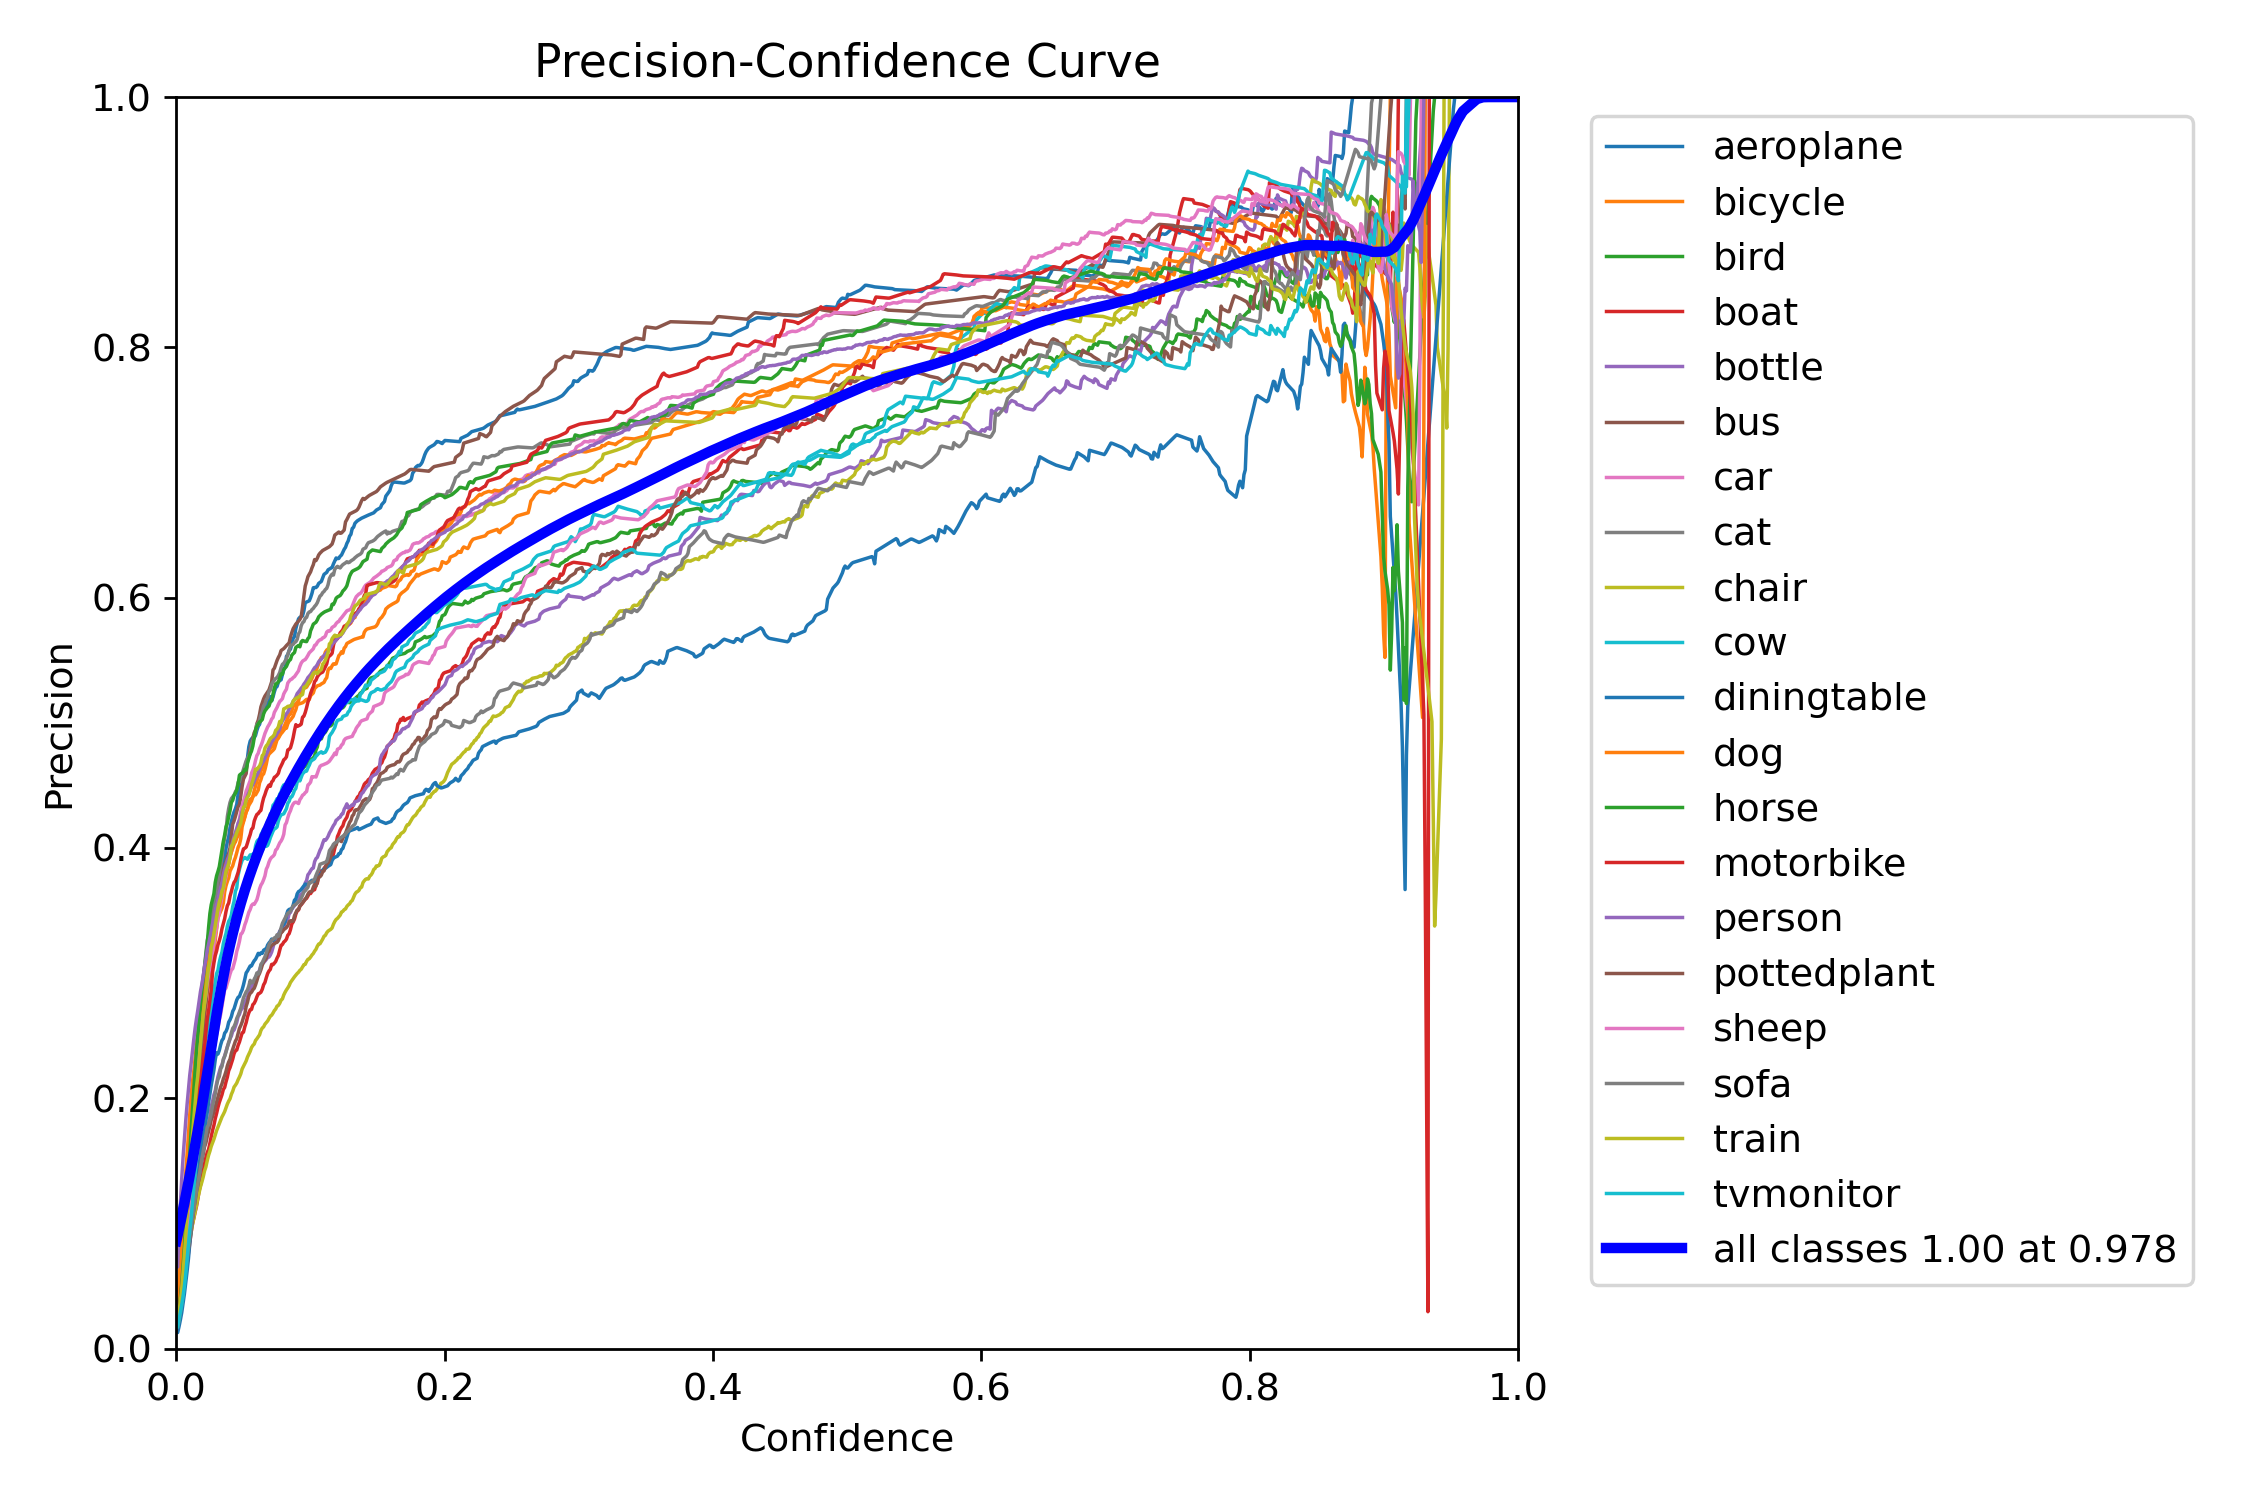 Precision-Confidence Curve
1.0
0.8
0.6
0.4
0.2
0.0
Precision
0.0 0.2 0.4 0.6 0.8 1.0
Confidence
aeroplane
bicycle
bird
boat
bottle
bus
car
cat
chair
cow
diningtable
dog
horse
motorbike
person
pottedplant
sheep
sofa
train
tvmonitor
all classes 1.00 at 0.978